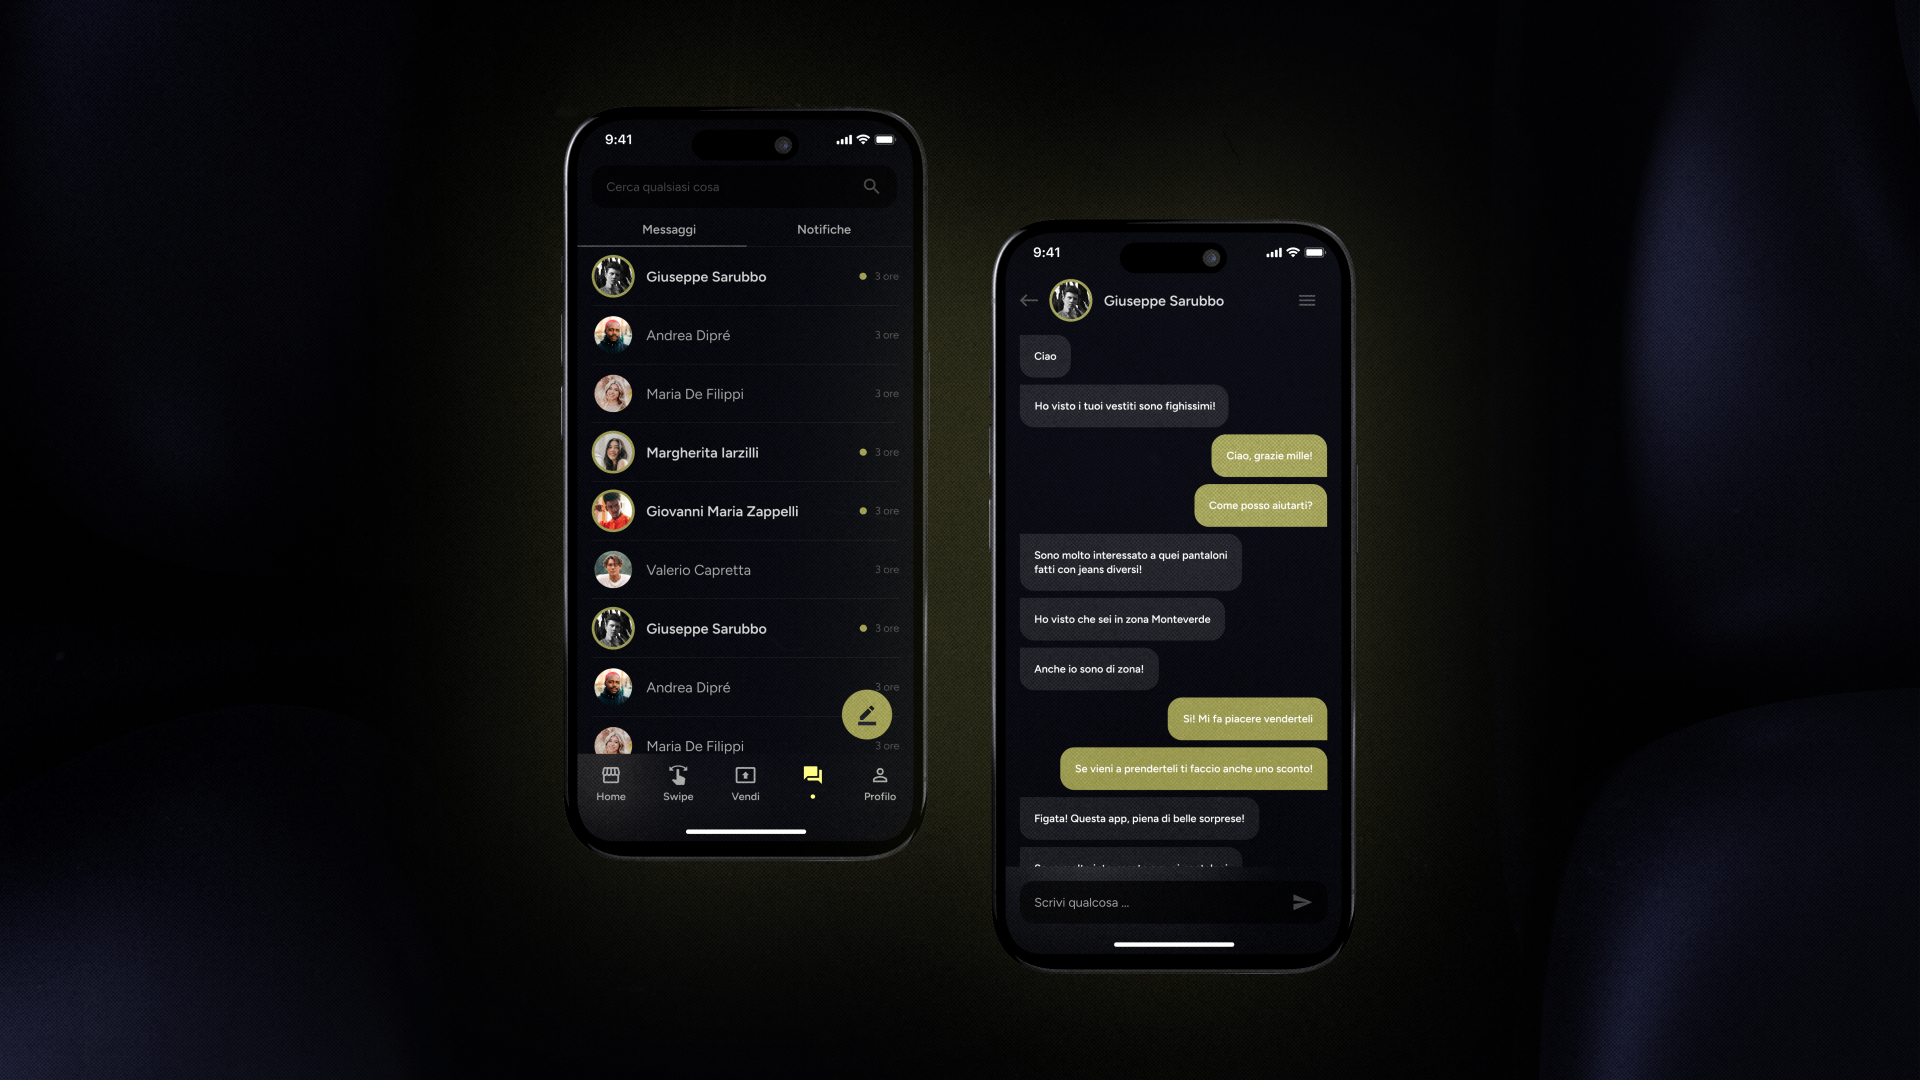 9:41
Cerca qualsiasi cosa
Messaggi
Notifiche
Giuseppe Sarubbo
3 ore
Andrea Dipré
3 ore
Maria De Filippi
3 ore
Margherita Iarzilli
3 ore
Giovanni Maria Zappelli
3 ore
Valerio Capretta
3 ore
Giuseppe Sarubbo
3 ore
Andrea Dipré
3 ore
Maria De Filippi
3 ore
Home
Swipe
Vendi
Profilo
9:41
Giuseppe Sarubbo
Ciao
Ho visto i tuoi vestiti sono fighissimi!
Ciao, grazie mille!
Come posso aiutarti?
Sono molto interessato a quei pantaloni
fatti con jeans diversi!
Ho visto che sei in zona Monteverde
Anche io sono di zona!
Si! Mi fa piacere venderteli
Se vieni a prenderteli ti faccio anche uno sconto!
Figata! Questa app, piena di belle sorprese!
Scrivi qualcosa ...